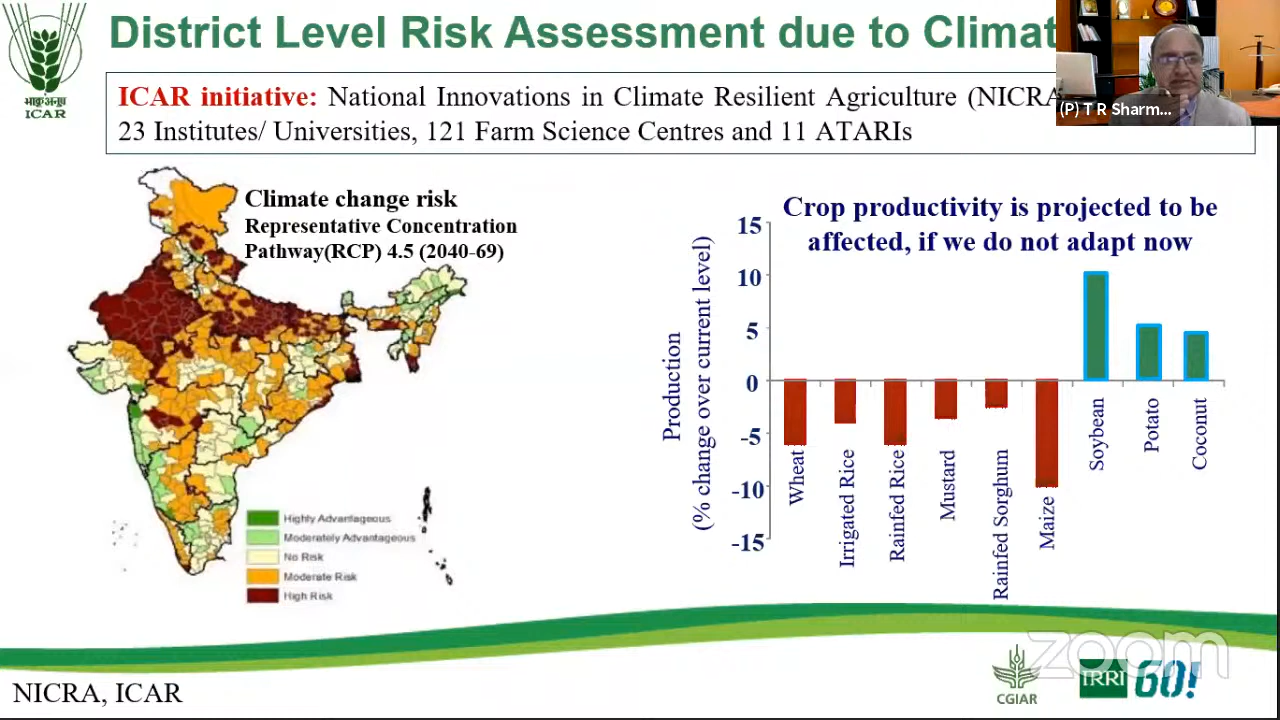 District Level Risk Assessment due to Climat
(P) T R Sharm...
भाकृअनुप
ICAR
ICAR initiative: National Innovations in Climate Resilient Agriculture (NICRA
23 Institutes/ Universities, 121 Farm Science Centres and 11 ATARIs
Climate change risk
Representative Concentration
Pathway(RCP) 4.5 (2040-69)
Highly Advantageous
Moderately Advantageous
No Risk
Moderate Risk
High Risk
Crop productivity is projected to be
affected, if we do not adapt now
Production
(% change over current level)
15
10
5
0
-5
-10
-15
Wheat
Irrigated Rice
Rainfed Rice
Mustard
Rainfed Sorghum
Maize
Soybean
Potato
Coconut
NICRA, ICAR
CGIAR
IRRI 60!
zoom